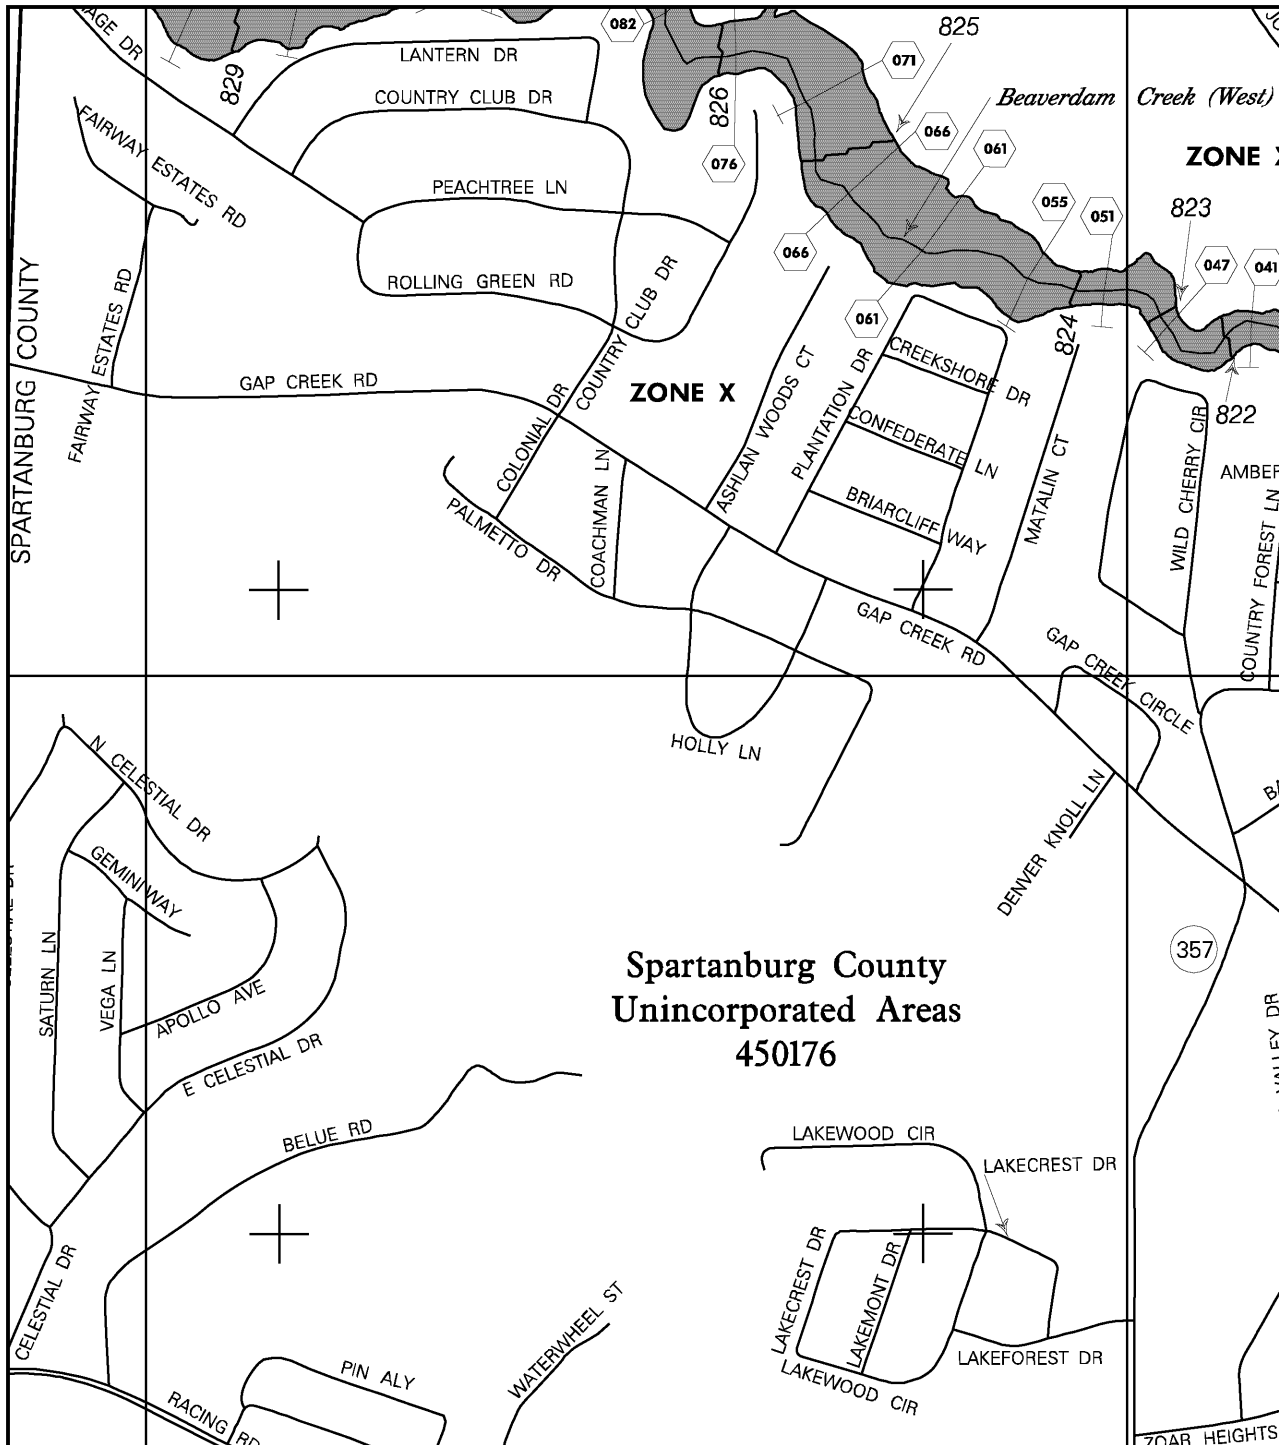 082
LANTERN DR
829
071
825
COUNTRY CLUB DR
826
Beaverdam Creek (West)
FAIRWAY ESTATES RD
066
061
076
ZONE X
PEACHTREE LN
055
051
823
066
047
041
ROLLING GREEN RD
COUNTRY CLUB DR
061
824
SPARTANBURG COUNTY
FAIRWAY ESTATES RD
GAP CREEK RD
ZONE X
CREEKSHORE DR
822
COLONIAL DR
ASHLAN WOODS CT
PLANTATION DR
CONFEDERATE LN
MATALIN CT
WILD CHERRY CIR
COACHMAN LN
PALMETTO DR
BRIARCLIFF WAY
COUNTRY FOREST LN
GAP CREEK RD
GAP CREEK CIRCLE
HOLLY LN
N CELESTIAL DR
DENVER KNOLL LN
GEMINI WAY
SATURN LN
VEGA LN
APOLLO AVE
E CELESTIAL DR
357
Spartanburg County
Unincorporated Areas
450176
VALLEY DR
BELUE RD
LAKEWOOD CIR
LAKECREST DR
LAKECREST DR
LAKEMONT DR
CELESTIAL DR
LAKEFOREST DR
LAKEWOOD CIR
WATERWHEEL ST
PIN ALY
RACING RD
ZOAR HEIGHTS